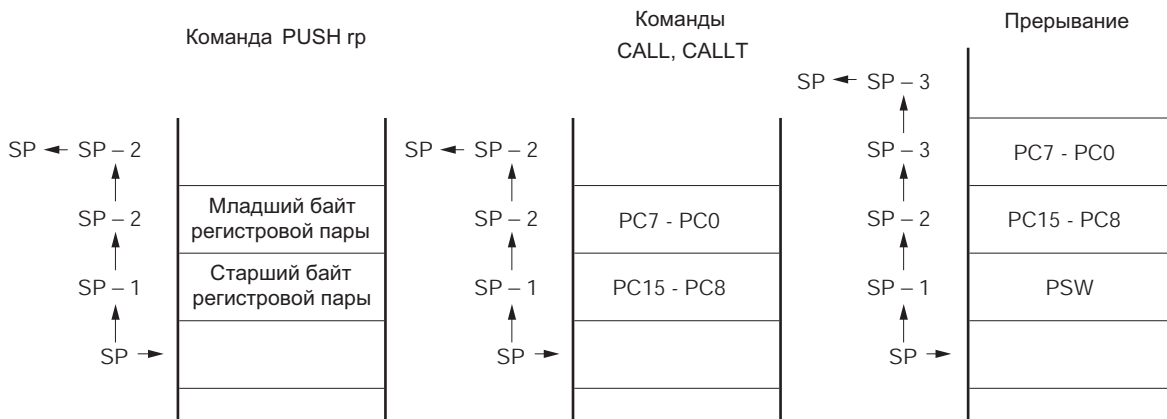 Команда PUSH rp
SP SP – 2
SP – 2 Младший байт
регистровой пары
SP – 1 Старший байт
регистровой пары
SP
Команды
CALL, CALLT
SP SP – 2
SP – 2 PC7 - PC0
SP – 1 PC15 - PC8
SP
Прерывание
SP SP – 3
SP – 3 PC7 - PC0
SP – 2 PC15 - PC8
SP – 1 PSW
SP